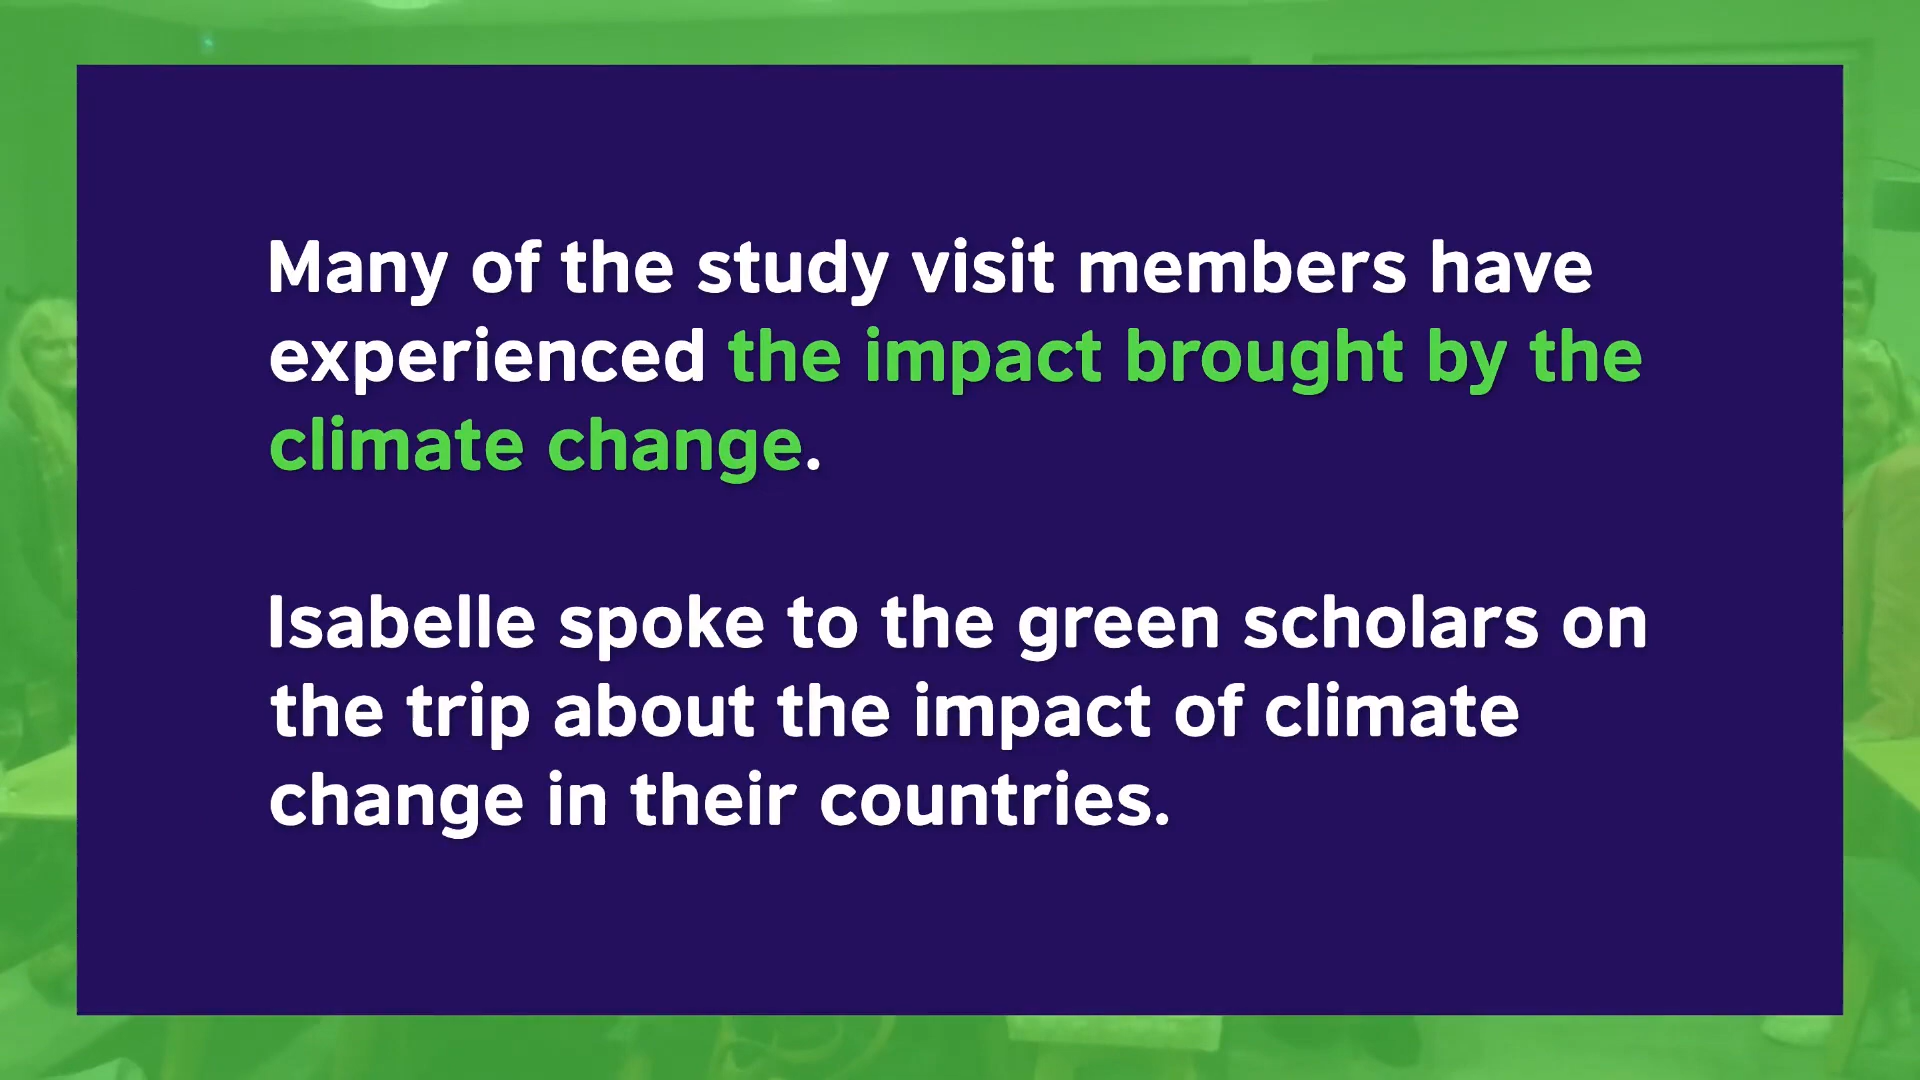 Many of the study visit members have
experienced the impact brought by the
climate change.
Isabelle spoke to the green scholars on
the trip about the impact of climate
change in their countries.